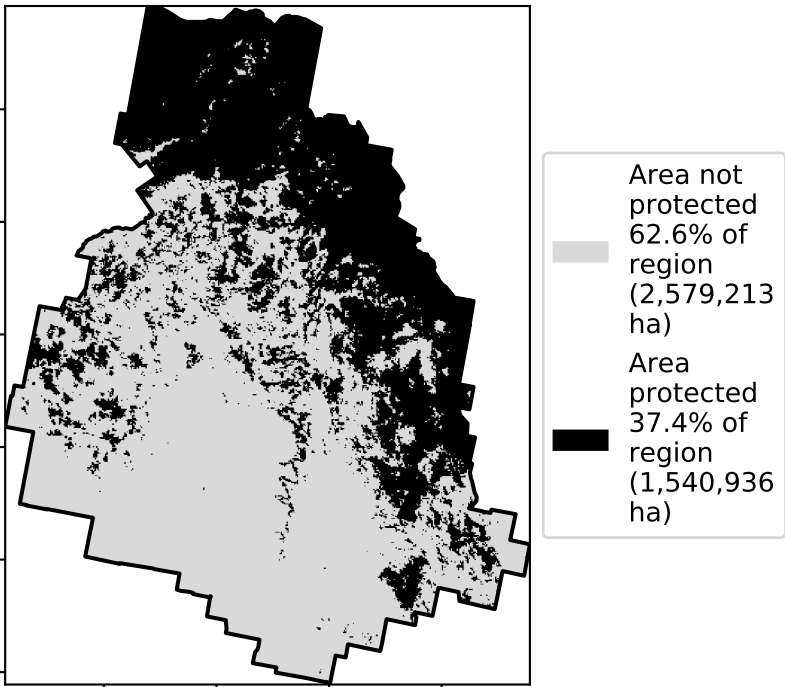 Area not
protected
62.6% of
region
(2,579,213
ha)
Area
protected
37.4% of
region
(1,540,936
ha)